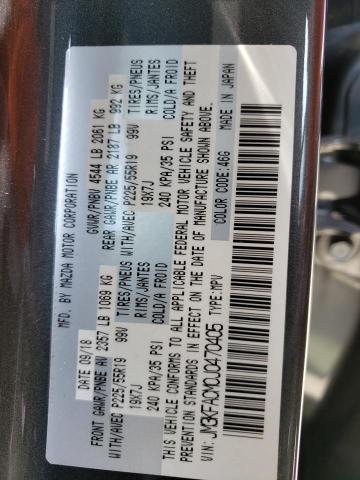 MFD. BY MAZDA MOTOR CORPORATION
DATE 09/18 GVWR/PNBV 4544 LB 2061 KG
FRONT GAWR/PNBE AV 2357 LB 1069 KG REAR GAWR/PNBE AR 2187 LB 992 KG
WITH/AVEC P225/55R19 99V TIRES/PNEUS WITH/AVEC P225/55R19 99V TIRES/PNEUS
19X7J RIMS/JANTES 19X7J RIMS/JANTES
240 KPA/35 PSI COLD/A FROID 240 KPA/35 PSI COLD/A FROID
THIS VEHICLE CONFORMS TO ALL APPLICABLE FEDERAL MOTOR VEHICLE SAFETY AND THEFT
PREVENTION STANDARDS IN EFFECT ON THE DATE OF MANUFACTURE SHOWN ABOVE.
JM3KFACM0J0470405 TYPE: MPV COLOR CODE: 46G MADE IN JAPAN